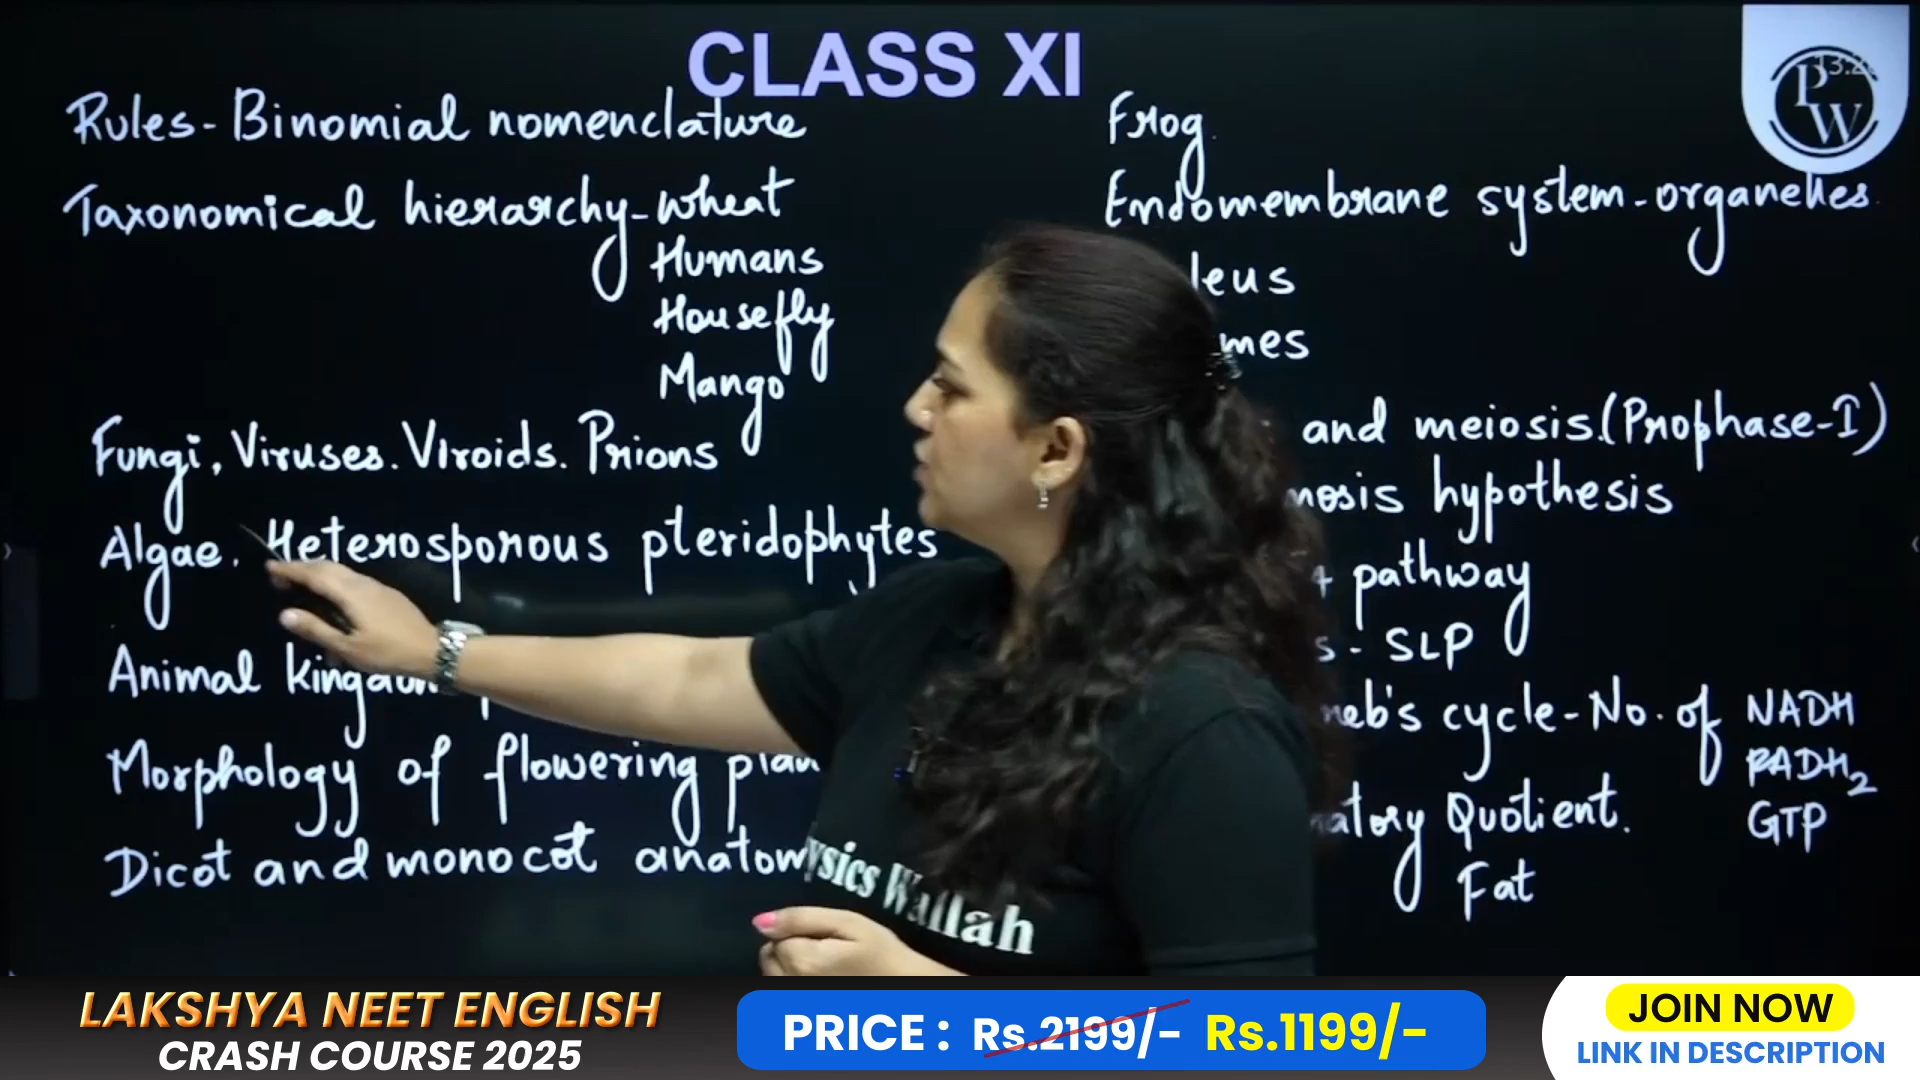 CLASS XI
Rules - Binomial nomenclature
Taxonomical hierarchy - wheat
Humans
Housefly
Mango
Fungi, Viruses. Viroids. Prions
Algae. Heterosporous pteridophytes
Animal
Morphology of flowering
Dicot and monocot
Frog
Endomembrane system - organelles
and meiosis. (Prophase-I)
hypothesis
pathway
SLP
cycle - No. of NADH
FADH2
GTP
Quotient.
Fat
PW
Wallah
LAKSHYA NEET ENGLISH
CRASH COURSE 2025
PRICE : Rs.2199/- Rs.1199/-
JOIN NOW
LINK IN DESCRIPTION